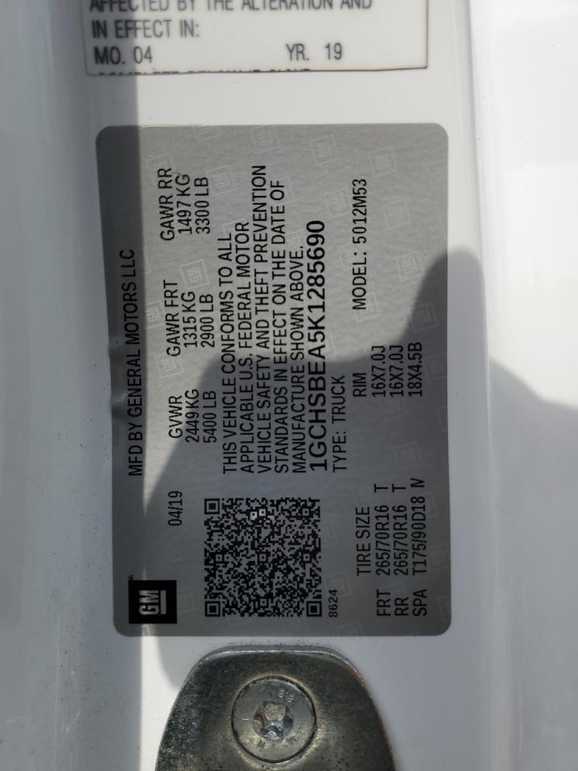 AFFECTED BY THE ALTERATION AND
IN EFFECT IN:
MO. 04 YR. 19
GM
04/19
MFD BY GENERAL MOTORS LLC
GVWR GAWR FRT GAWR RR
2449KG 1315 KG 1497 KG
5400 LB 2900 LB 3300 LB
THIS VEHICLE CONFORMS TO ALL
APPLICABLE U.S. FEDERAL MOTOR
VEHICLE SAFETY AND THEFT PREVENTION
STANDARDS IN EFFECT ON THE DATE OF
MANUFACTURE SHOWN ABOVE.
1GCHSBEA5K1285690
TYPE: TRUCK MODEL: 5012M53
8624
TIRE SIZE RIM
FRT 265/70R16 T 16X7.0J
RR 265/70R16 T 16X7.0J
SPA T175/90D18 M 18X4.5B